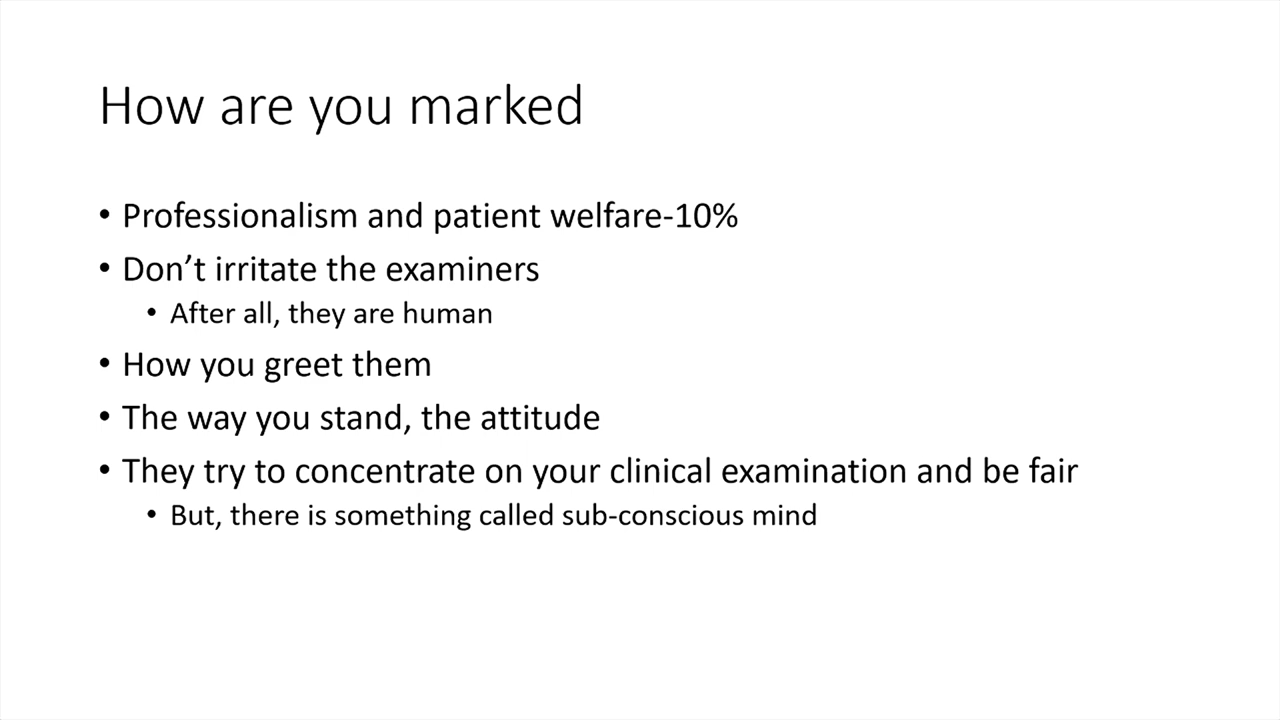 How are you marked
• Professionalism and patient welfare-10%
• Don’t irritate the examiners
• After all, they are human
• How you greet them
• The way you stand, the attitude
• They try to concentrate on your clinical examination and be fair
• But, there is something called sub-conscious mind